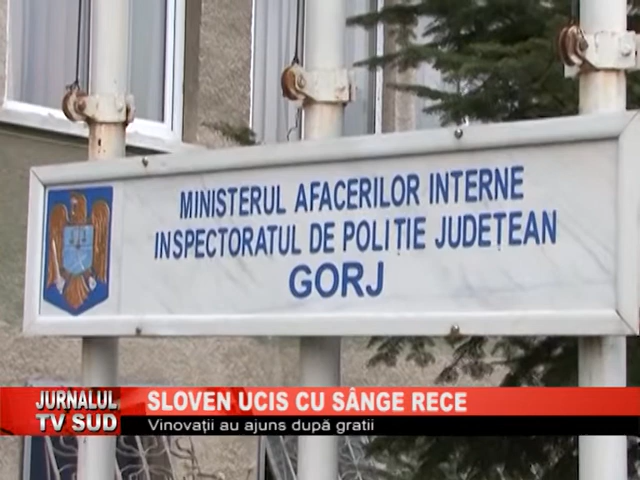 MINISTERUL AFACERILOR INTERNE
INSPECTORATUL DE POLIȚIE JUDEȚEAN
GORJ
JURNALUL
TV SUD
SLOVEN UCIS CU SÂNGE RECE
Vinovații au ajuns după gratii